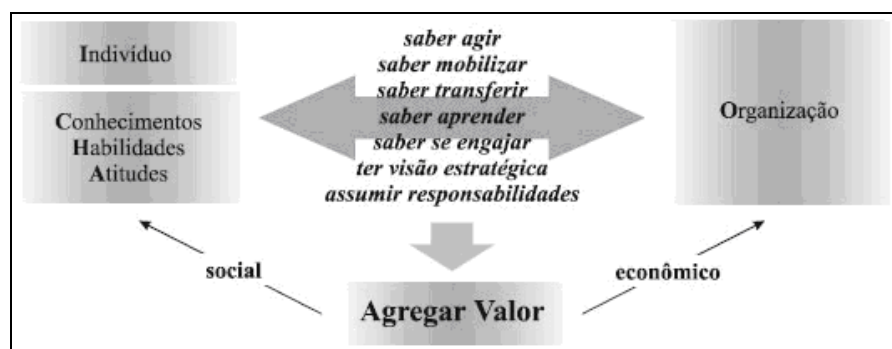 Indivíduo
Conhecimentos
Habilidades
Atitudes
saber agir
saber mobilizar
saber transferir
saber aprender
saber se engajar
ter visão estratégica
assumir responsabilidades
Organização
social
econômico
Agregar Valor